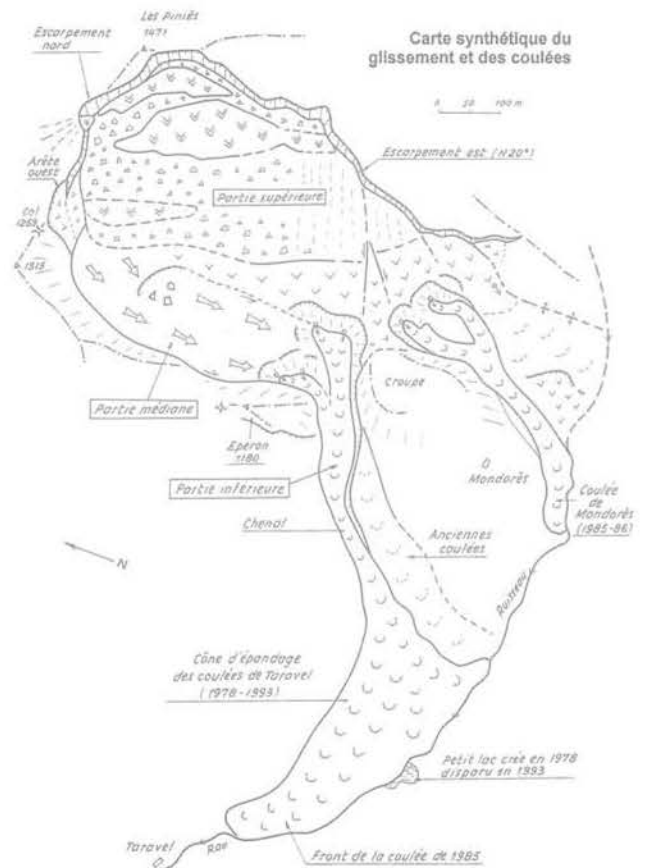 Carte synthétique du
glissement et des coulées
0 50 100 m
Les Piniès
1471
Escarpement
nord
Arête
ouest
Col
1259
1313
Escarpement est (N20°)
Partie supérieure
Partie médiane
Croupe
Eperon
1180
Mondorès
Partie inférieure
Chenal
Coulée
de
Mondorès
(1985-86)
Anciennes
coulées
Ruisseau
N
Cône d'épandage
des coulées de Taravel
(1978-1993)
Petit lac crée en 1978
disparu en 1993
Taravel
Front de la coulée de 1985